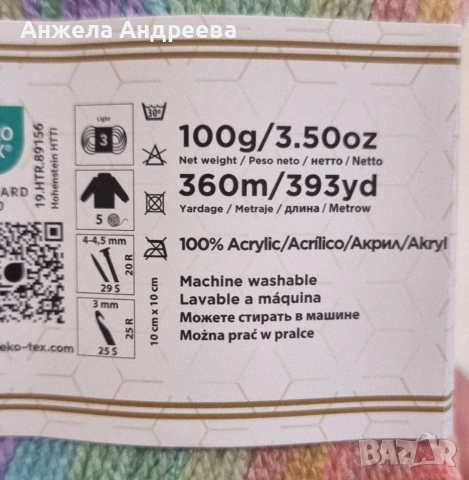 Анжела Андреева
19.HTR.89156
Hohenstein HTTI
Light
3
30°
100g/3.50oz
Net weight / Peso neto / нетто / Netto
360m/393yd
Yardage / Metraje / длина / Metrow
5
100% Acrylic/Acrílico/Акрил/Akryl
4-4,5 mm
20 R
29 S
3 mm
25 R
25 S
10 cm x 10 cm
Machine washable
Lavable a máquina
Можете стирать в машине
Można prać w pralce
eko-tex.com
BAZAR